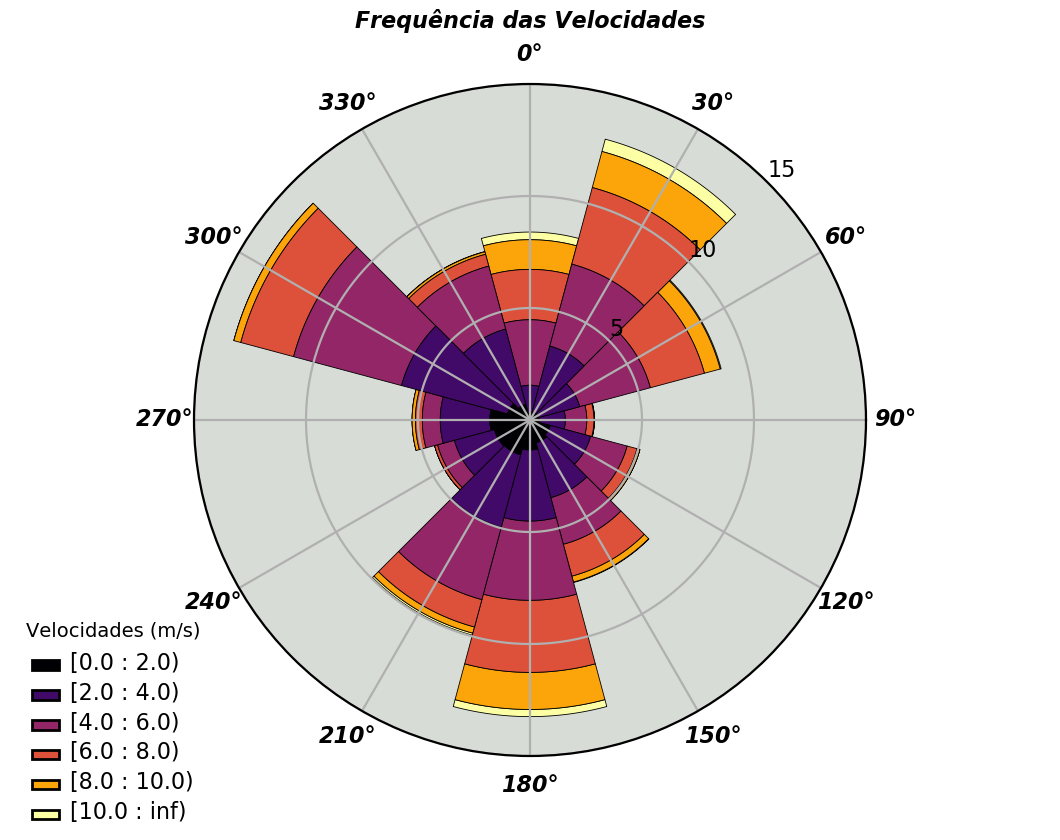 Frequência das Velocidades
0°
330°
30°
15
300°
60°
10
5
270°
90°
240°
120°
210°
150°
180°
Velocidades (m/s)
[0.0 : 2.0)
[2.0 : 4.0)
[4.0 : 6.0)
[6.0 : 8.0)
[8.0 : 10.0)
[10.0 : inf)